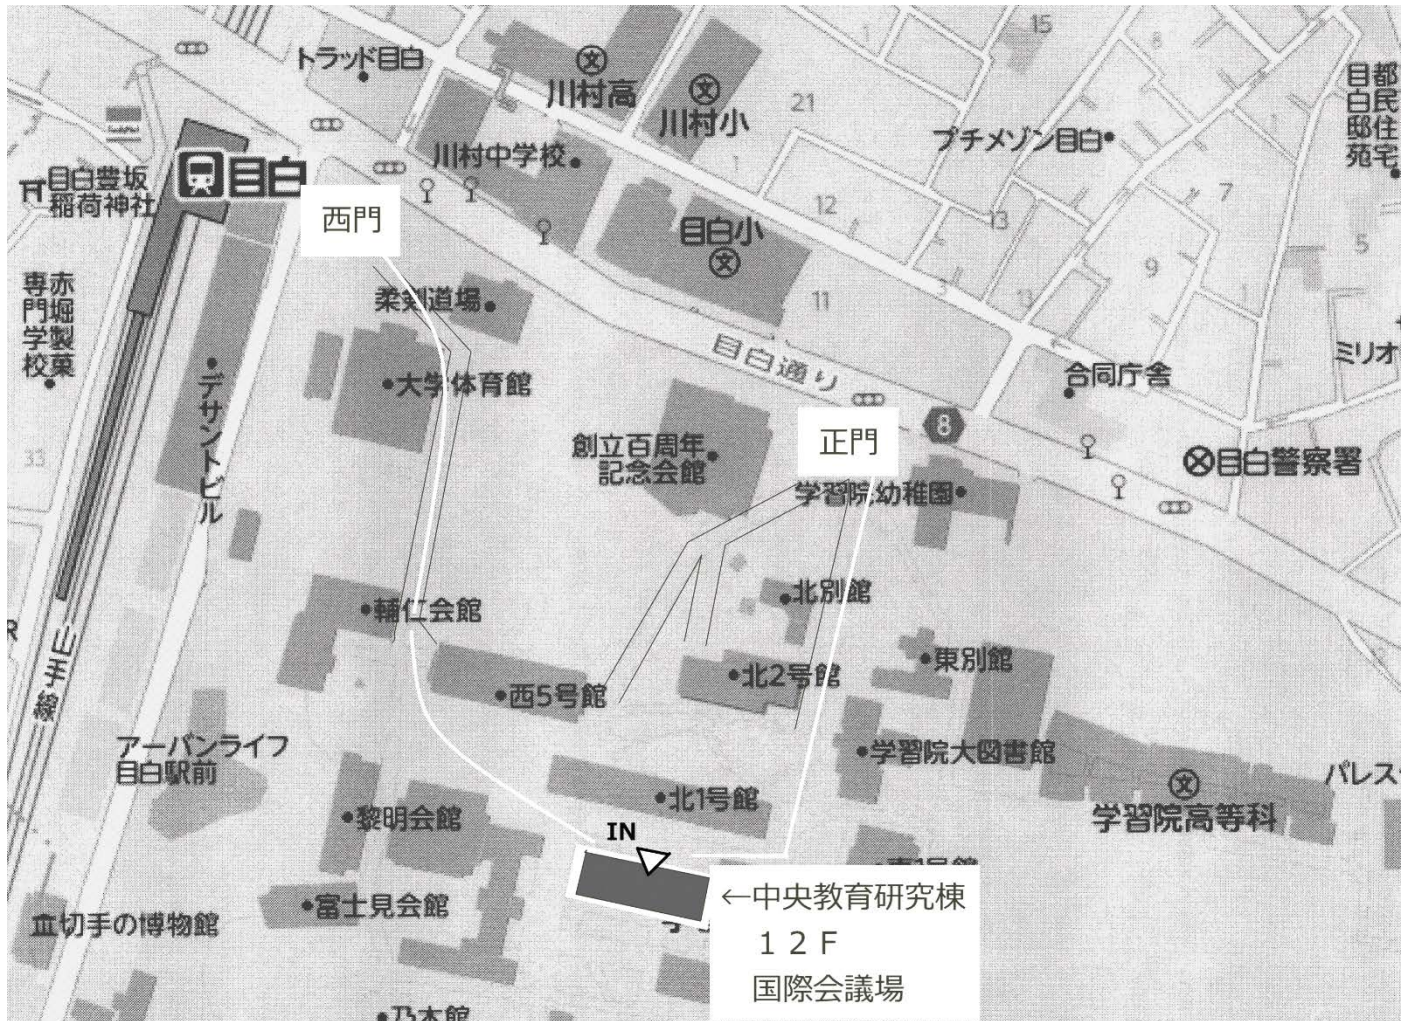 トラッド目白
川村高
川村小
15
1
8
21
都民住宅
目白邸苑
プチメゾン目白
目白豊坂
稲荷神社
目白
川村中学校
1
7
西門
12
13
目白小
5
9
赤堀製菓
専門学校
柔剣道場
11
3
13
1
目白通り
ミリオ
デサントビル
大学体育館
合同庁舎
33
創立百周年
記念会館
正門
8
目白警察署
学習院幼稚園
北別館
輔仁会館
R
山手線
東別館
北2号館
西5号館
アーバンライフ
目白駅前
学習院大図書館
パレス
北1号館
学習院高等科
黎明会館
IN
←中央教育研究棟
１２Ｆ
国際会議場
富士見会館
切手の博物館
乃木館